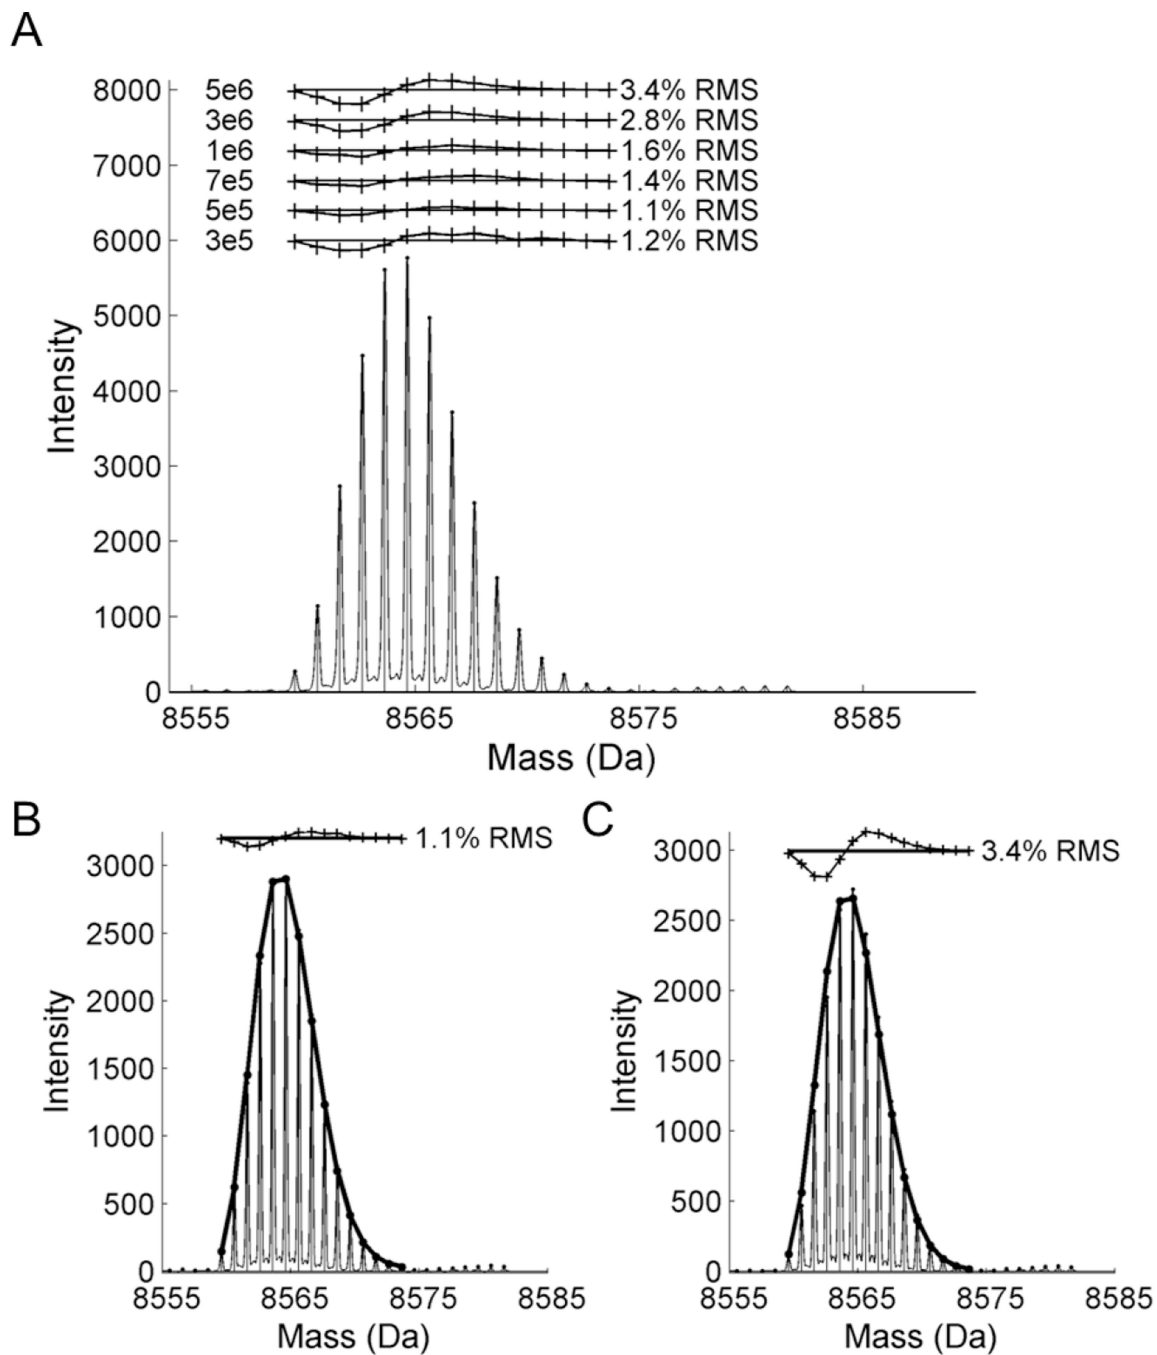 A
8000 5e6 3.4% RMS
3e6 2.8% RMS
7000 1e6 1.6% RMS
7e5 1.4% RMS
5e5 1.1% RMS
6000 3e5 1.2% RMS
5000
4000
3000
2000
1000
0
Intensity
8555 8565 8575 8585
Mass (Da)
B
1.1% RMS
3000
2500
2000
1500
1000
500
0
Intensity
8555 8565 8575 8585
Mass (Da)
C
3.4% RMS
3000
2500
2000
1500
1000
500
0
Intensity
8555 8565 8575 8585
Mass (Da)